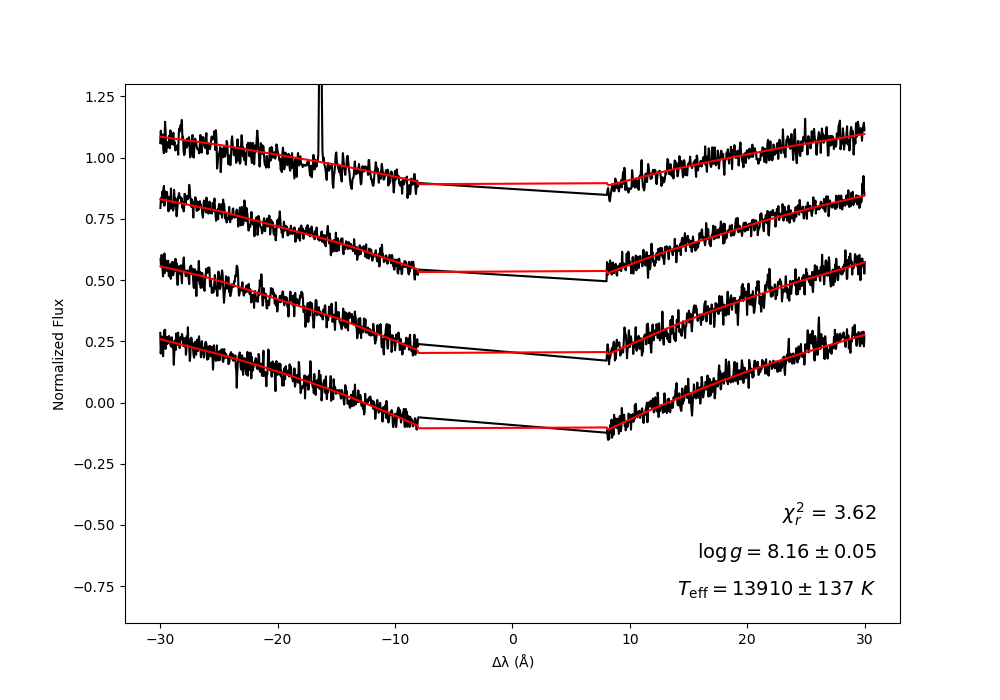 1.25
1.00
0.75
0.50
0.25
0.00
−0.25
−0.50
−0.75
Normalized Flux
χ²ᵣ = 3.62
log g = 8.16 ± 0.05
T_eff = 13910 ± 137 K
−30 −20 −10 0 10 20 30
Δλ (Å)